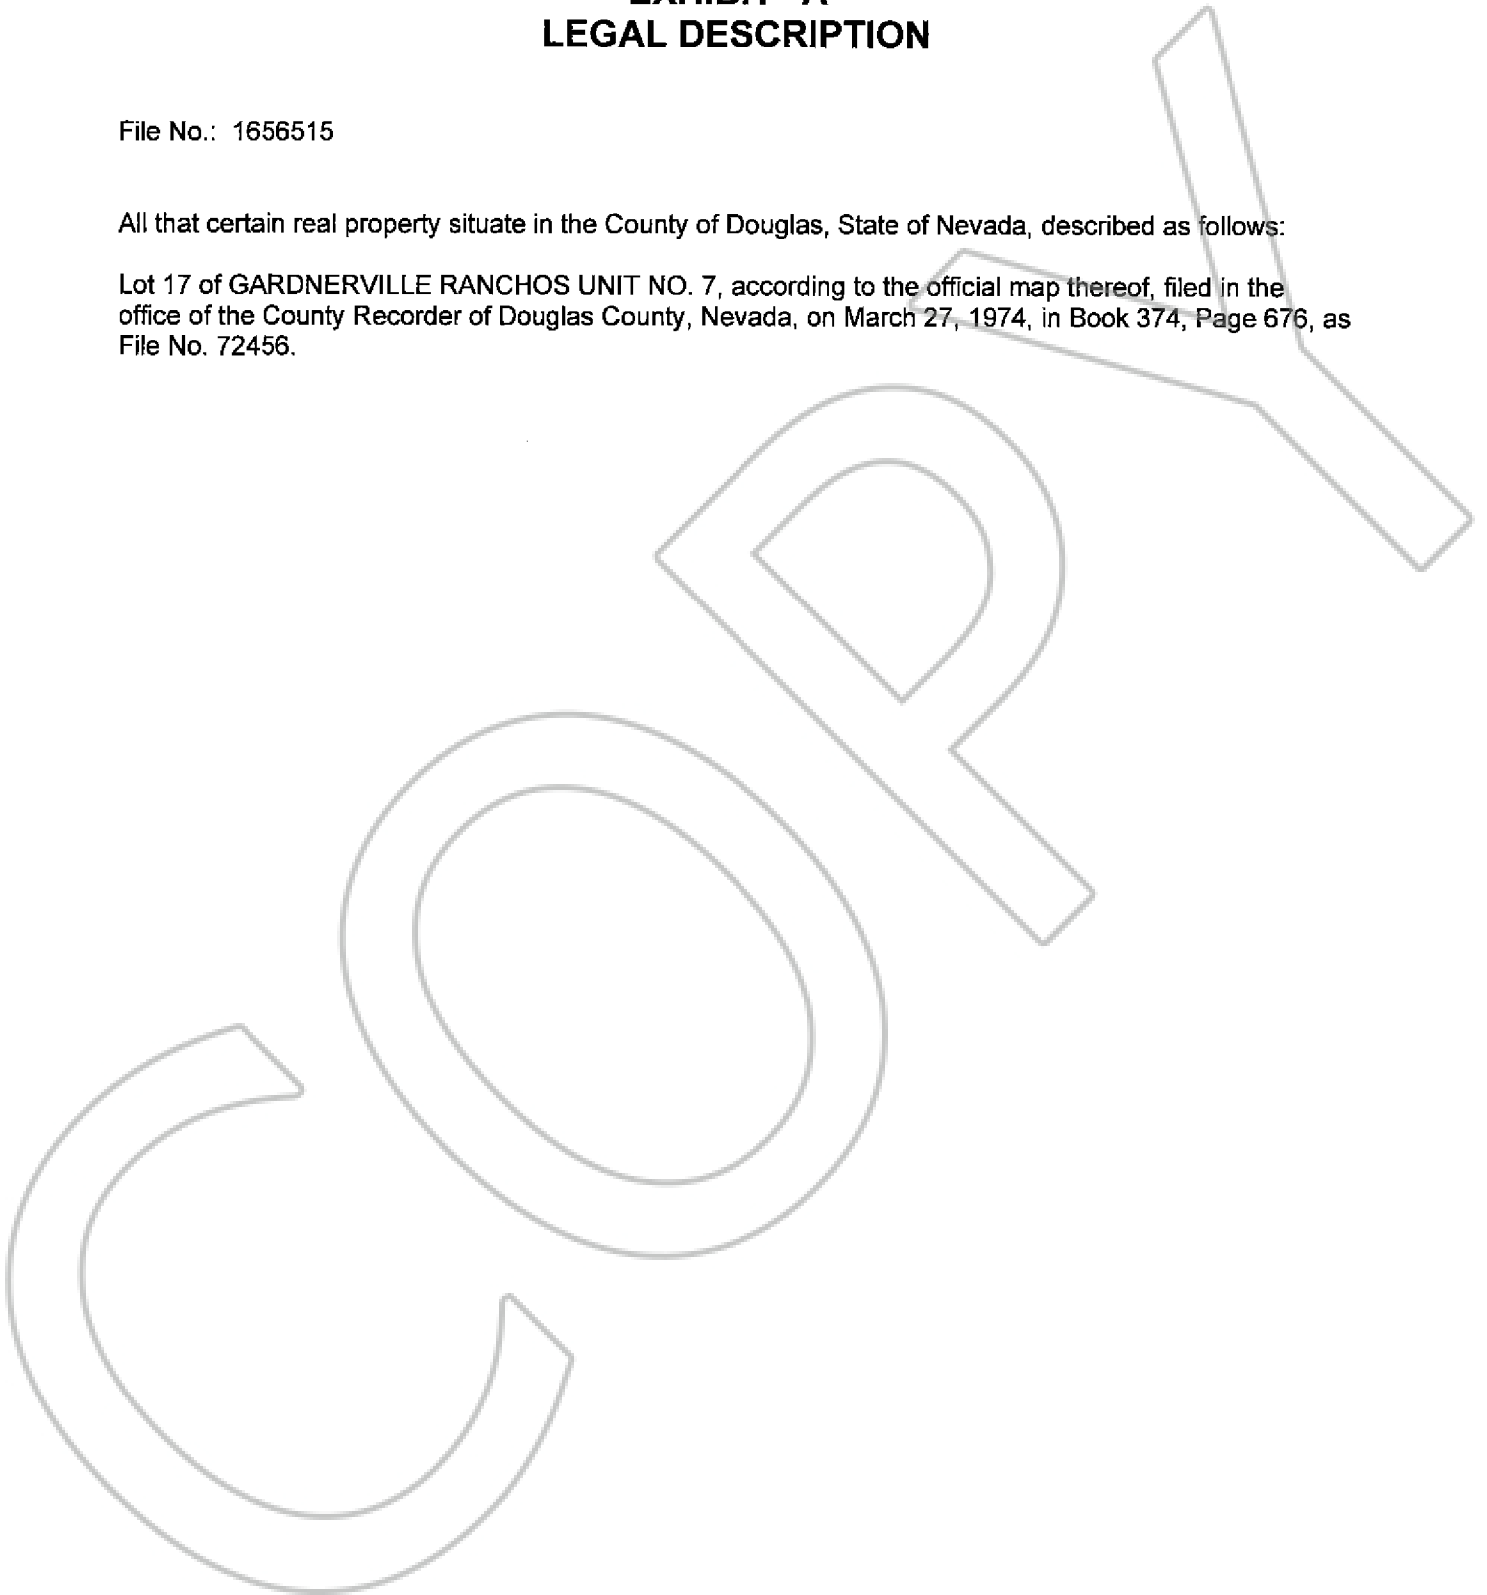 EXHIBIT "A"
LEGAL DESCRIPTION
File No.: 1656515
All that certain real property situate in the County of Douglas, State of Nevada, described as follows:
Lot 17 of GARDNERVILLE RANCHOS UNIT NO. 7, according to the official map thereof, filed in the
office of the County Recorder of Douglas County, Nevada, on March 27, 1974, in Book 374, Page 676, as
File No. 72456.
COPY